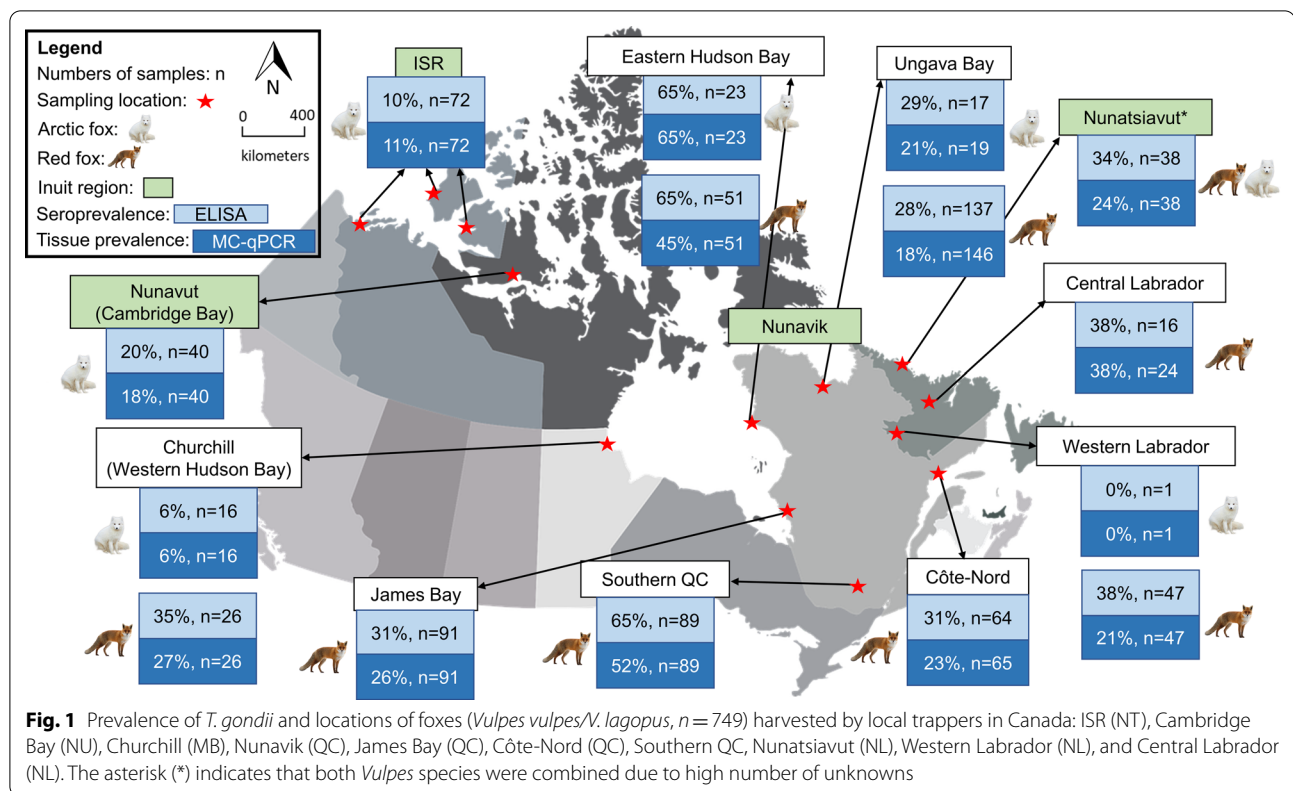 Legend
Numbers of samples: n
Sampling location:
Arctic fox:
Red fox:
Inuit region:
Seroprevalence: ELISA
Tissue prevalence: MC-qPCR
N
0 400
kilometers
ISR
10%, n=72
11%, n=72
Eastern Hudson Bay
65%, n=23
65%, n=23
65%, n=51
45%, n=51
Ungava Bay
29%, n=17
21%, n=19
28%, n=137
18%, n=146
Nunatsiavut*
34%, n=38
24%, n=38
Nunavut
(Cambridge Bay)
20%, n=40
18%, n=40
Nunavik
Central Labrador
38%, n=16
38%, n=24
Churchill
(Western Hudson Bay)
6%, n=16
6%, n=16
35%, n=26
27%, n=26
Western Labrador
0%, n=1
0%, n=1
38%, n=47
21%, n=47
James Bay
31%, n=91
26%, n=91
Southern QC
65%, n=89
52%, n=89
Côte-Nord
31%, n=64
23%, n=65
Fig. 1 Prevalence of T. gondii and locations of foxes (Vulpes vulpes/V. lagopus, n = 749) harvested by local trappers in Canada: ISR (NT), Cambridge
Bay (NU), Churchill (MB), Nunavik (QC), James Bay (QC), Côte-Nord (QC), Southern QC, Nunatsiavut (NL), Western Labrador (NL), and Central Labrador
(NL). The asterisk (*) indicates that both Vulpes species were combined due to high number of unknowns